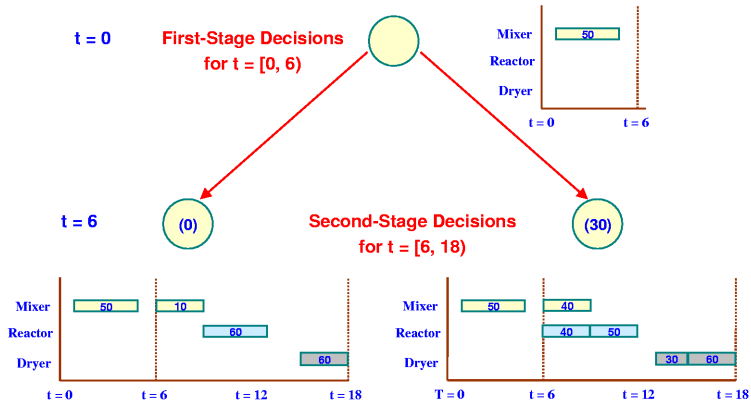 t = 0
First-Stage Decisions
for t = [0, 6)
Mixer
50
Reactor
Dryer
t = 0
t = 6
t = 6
(0)
Second-Stage Decisions
for t = [6, 18)
(30)
Mixer
50
10
Reactor
60
Dryer
60
t = 0
t = 6
t = 12
t = 18
Mixer
50
40
Reactor
40
50
Dryer
30
60
T = 0
t = 6
t = 12
t = 18